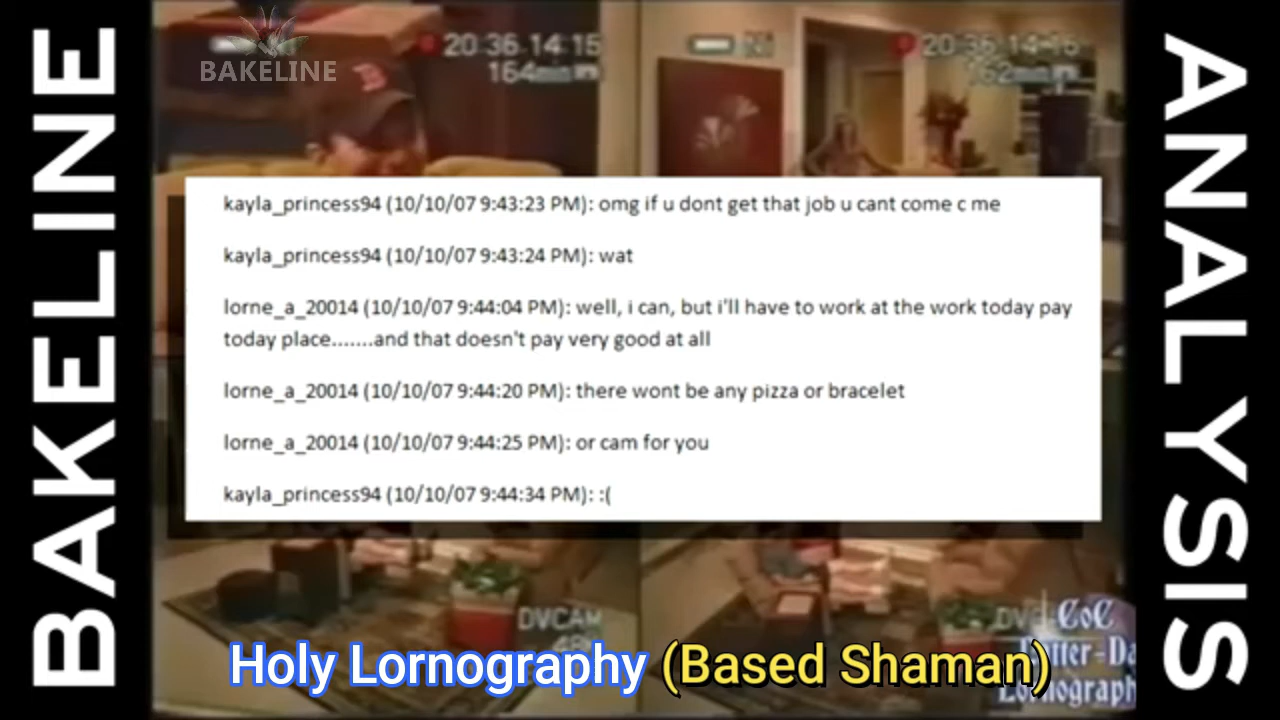 BAKELINE
ANALYSIS
BAKELINE
20:36:14:15
164min
20:36:14:15
162min
kayla_princess94 (10/10/07 9:43:23 PM): omg if u dont get that job u cant come c me
kayla_princess94 (10/10/07 9:43:24 PM): wat
lorne_a_20014 (10/10/07 9:44:04 PM): well, i can, but i'll have to work at the work today pay
today place.......and that doesn't pay very good at all
lorne_a_20014 (10/10/07 9:44:20 PM): there wont be any pizza or bracelet
lorne_a_20014 (10/10/07 9:44:25 PM): or cam for you
kayla_princess94 (10/10/07 9:44:34 PM): :(
DVCAM
CoC
Holy Lornography (Based Shaman)